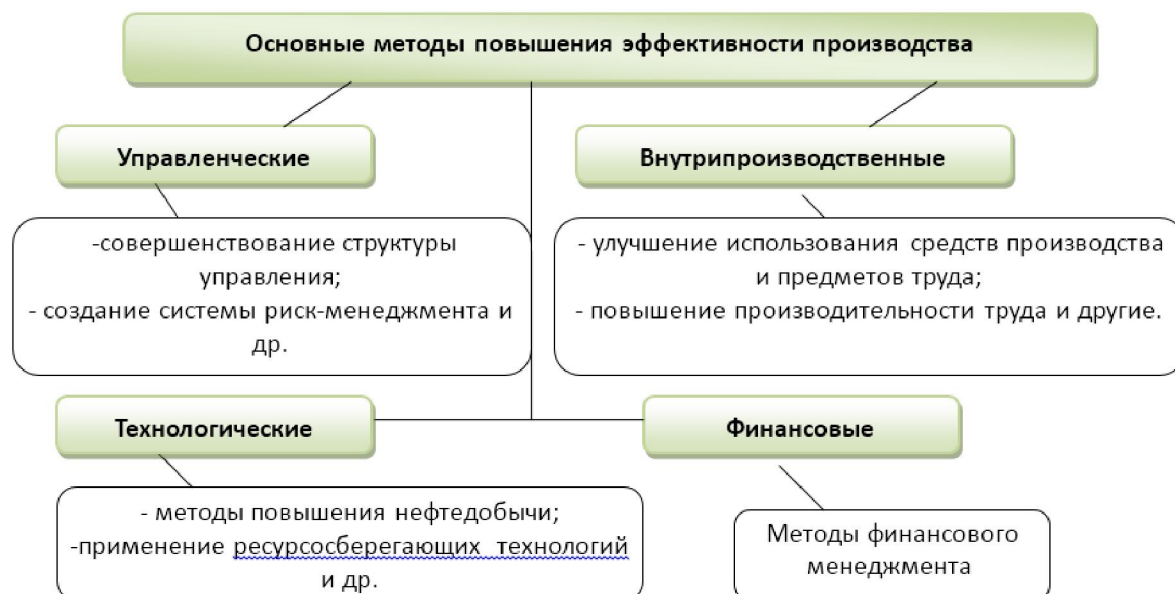 Основные методы повышения эффективности производства
Управленческие
-совершенствование структуры
управления;
- создание системы риск-менеджмента и
др.
Внутрипроизводственные
- улучшение использования средств производства
и предметов труда;
- повышение производительности труда и другие.
Технологические
- методы повышения нефтедобычи;
-применение ресурсосберегающих технологий
и др.
Финансовые
Методы финансового
менеджмента